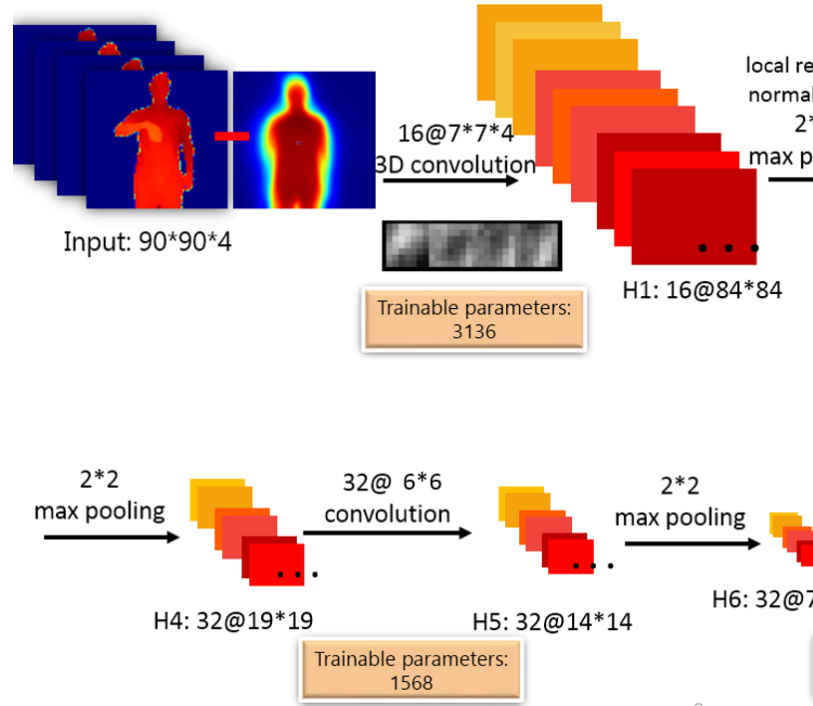 16@7*7*4
3D convolution
Input: 90*90*4
Trainable parameters:
3136
H1: 16@84*84
local re
normal
2*
max p
2*2
max pooling
H4: 32@19*19
32@ 6*6
convolution
Trainable parameters:
1568
H5: 32@14*14
2*2
max pooling
H6: 32@7